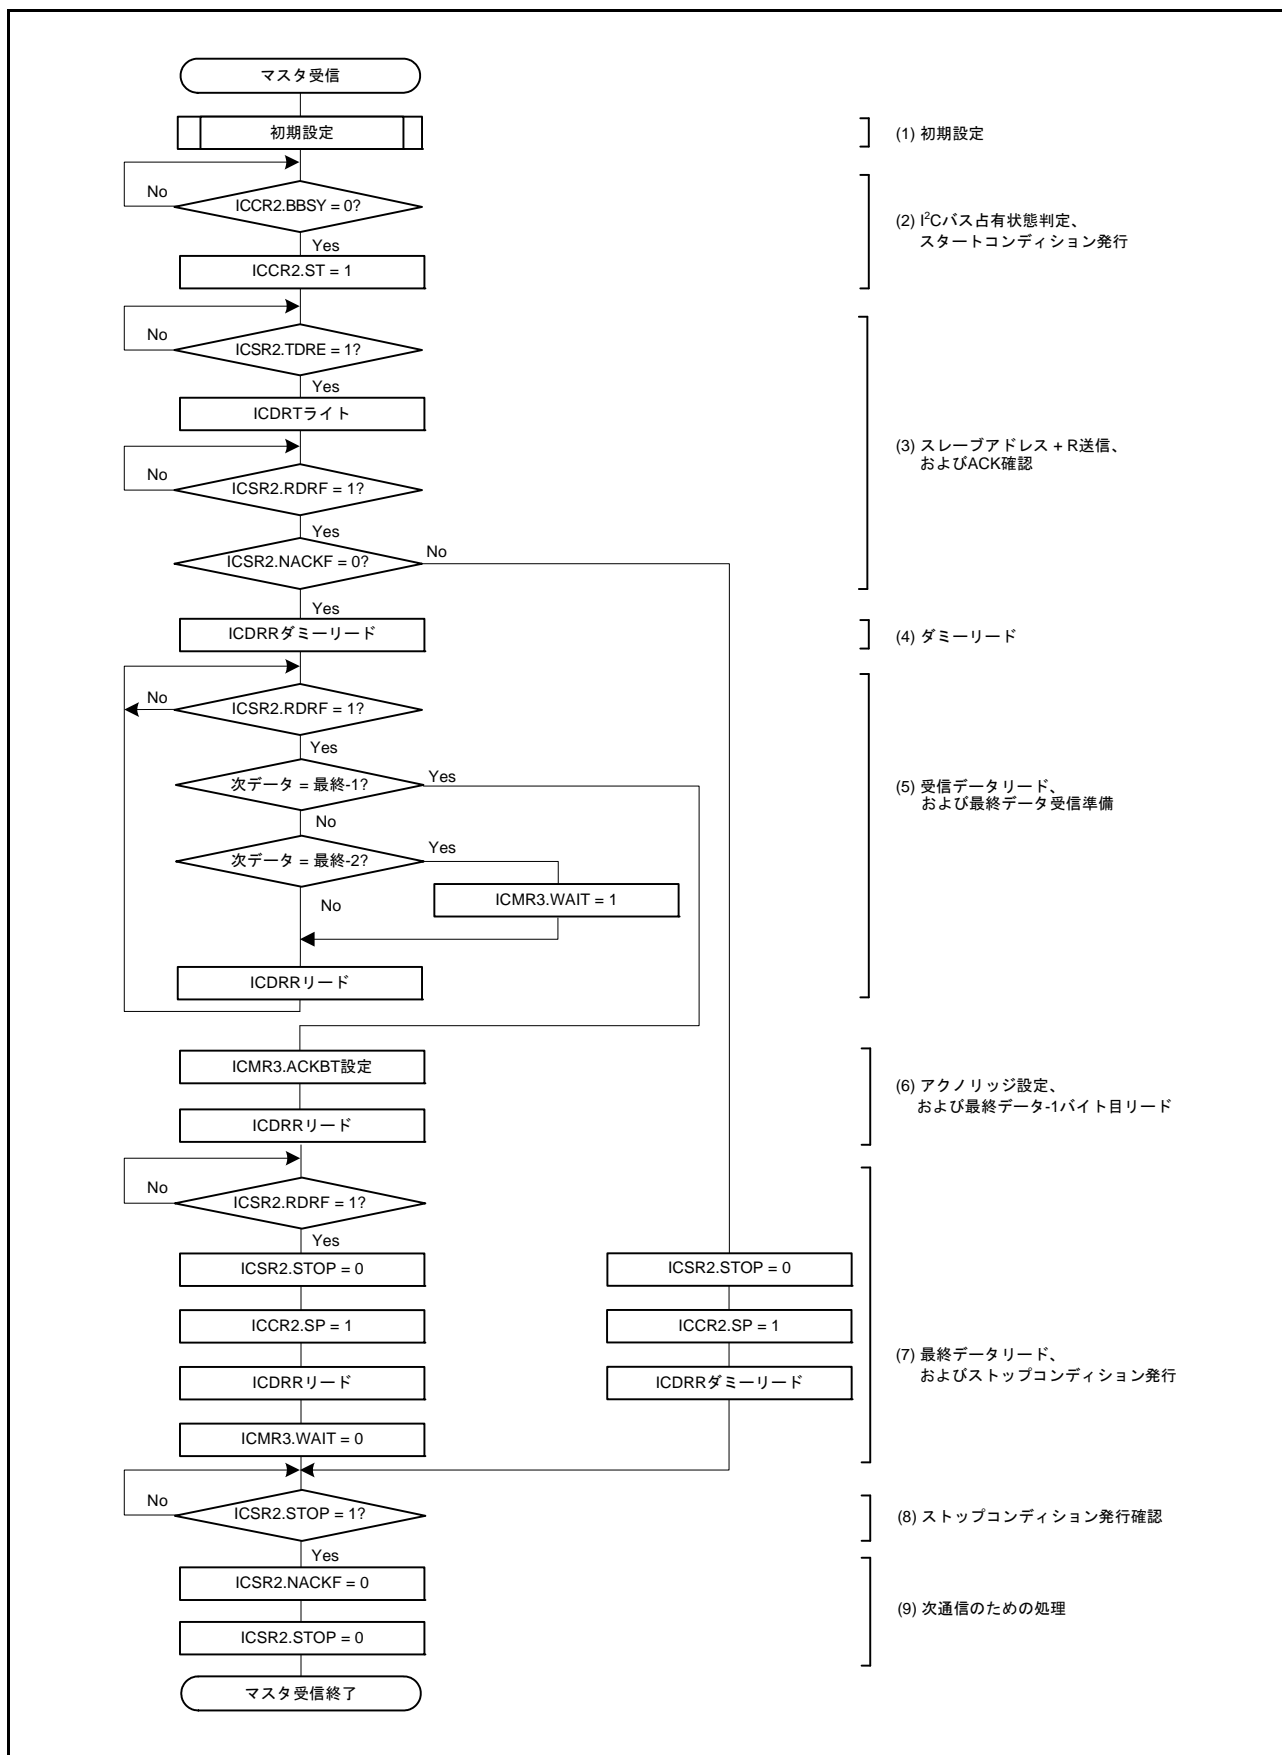 マスタ受信
初期設定
(1) 初期設定
No
ICCR2.BBSY = 0?
Yes
ICCR2.ST = 1
(2) I²Cバス占有状態判定、
スタートコンディション発行
No
ICSR2.TDRE = 1?
Yes
ICDRTライト
No
ICSR2.RDRF = 1?
Yes
ICSR2.NACKF = 0?
No
Yes
(3) スレーブアドレス + R送信、
およびACK確認
ICDRRダミーリード
(4) ダミーリード
No
ICSR2.RDRF = 1?
Yes
次データ = 最終-1?
Yes
No
次データ = 最終-2?
Yes
ICMR3.WAIT = 1
No
ICDRRリード
(5) 受信データリード、
および最終データ受信準備
ICMR3.ACKBT設定
ICDRRリード
(6) アクノリッジ設定、
および最終データ-1バイト目リード
No
ICSR2.RDRF = 1?
Yes
ICSR2.STOP = 0
ICCR2.SP = 1
ICDRRリード
ICMR3.WAIT = 0
ICSR2.STOP = 0
ICCR2.SP = 1
ICDRRダミーリード
(7) 最終データリード、
およびストップコンディション発行
No
ICSR2.STOP = 1?
Yes
(8) ストップコンディション発行確認
ICSR2.NACKF = 0
ICSR2.STOP = 0
(9) 次通信のための処理
マスタ受信終了